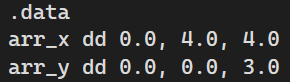 .data
arr_x dd 0.0, 4.0, 4.0
arr_y dd 0.0, 0.0, 3.0